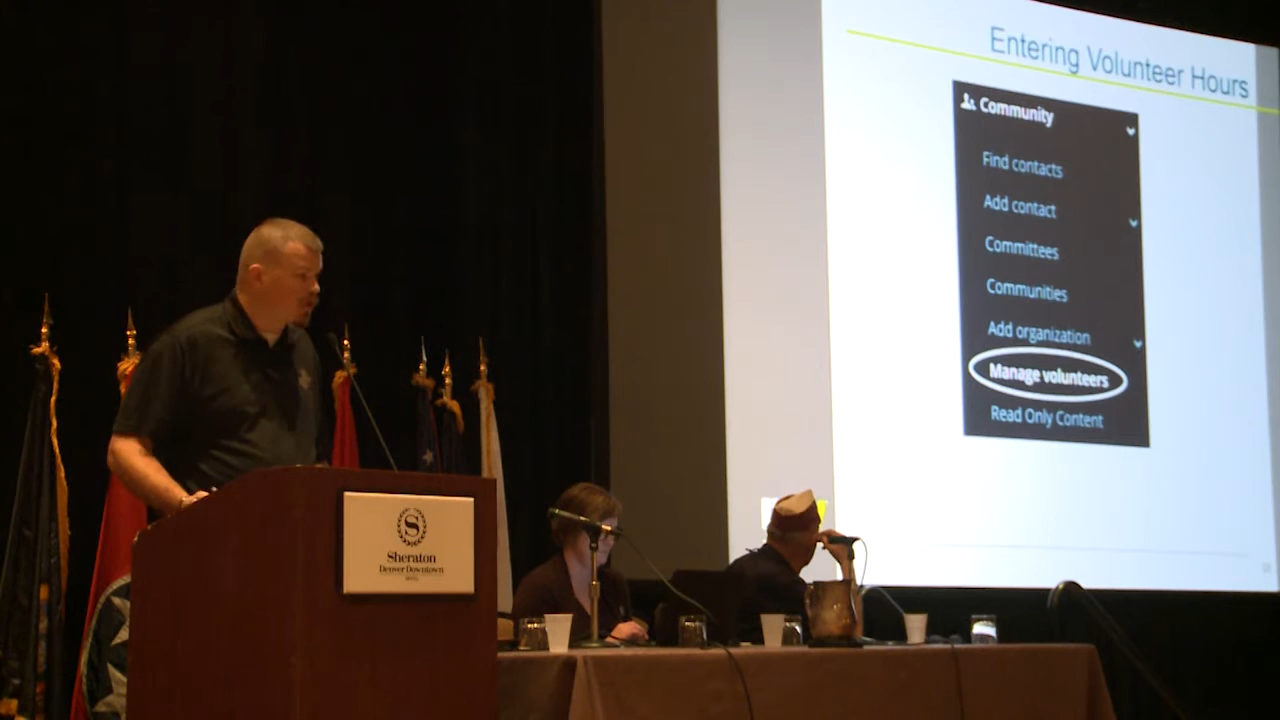 Entering Volunteer Hours
Community
Find contacts
Add contact
Committees
Communities
Add organization
Manage volunteers
Read Only Content
S
Sheraton
Denver Downtown